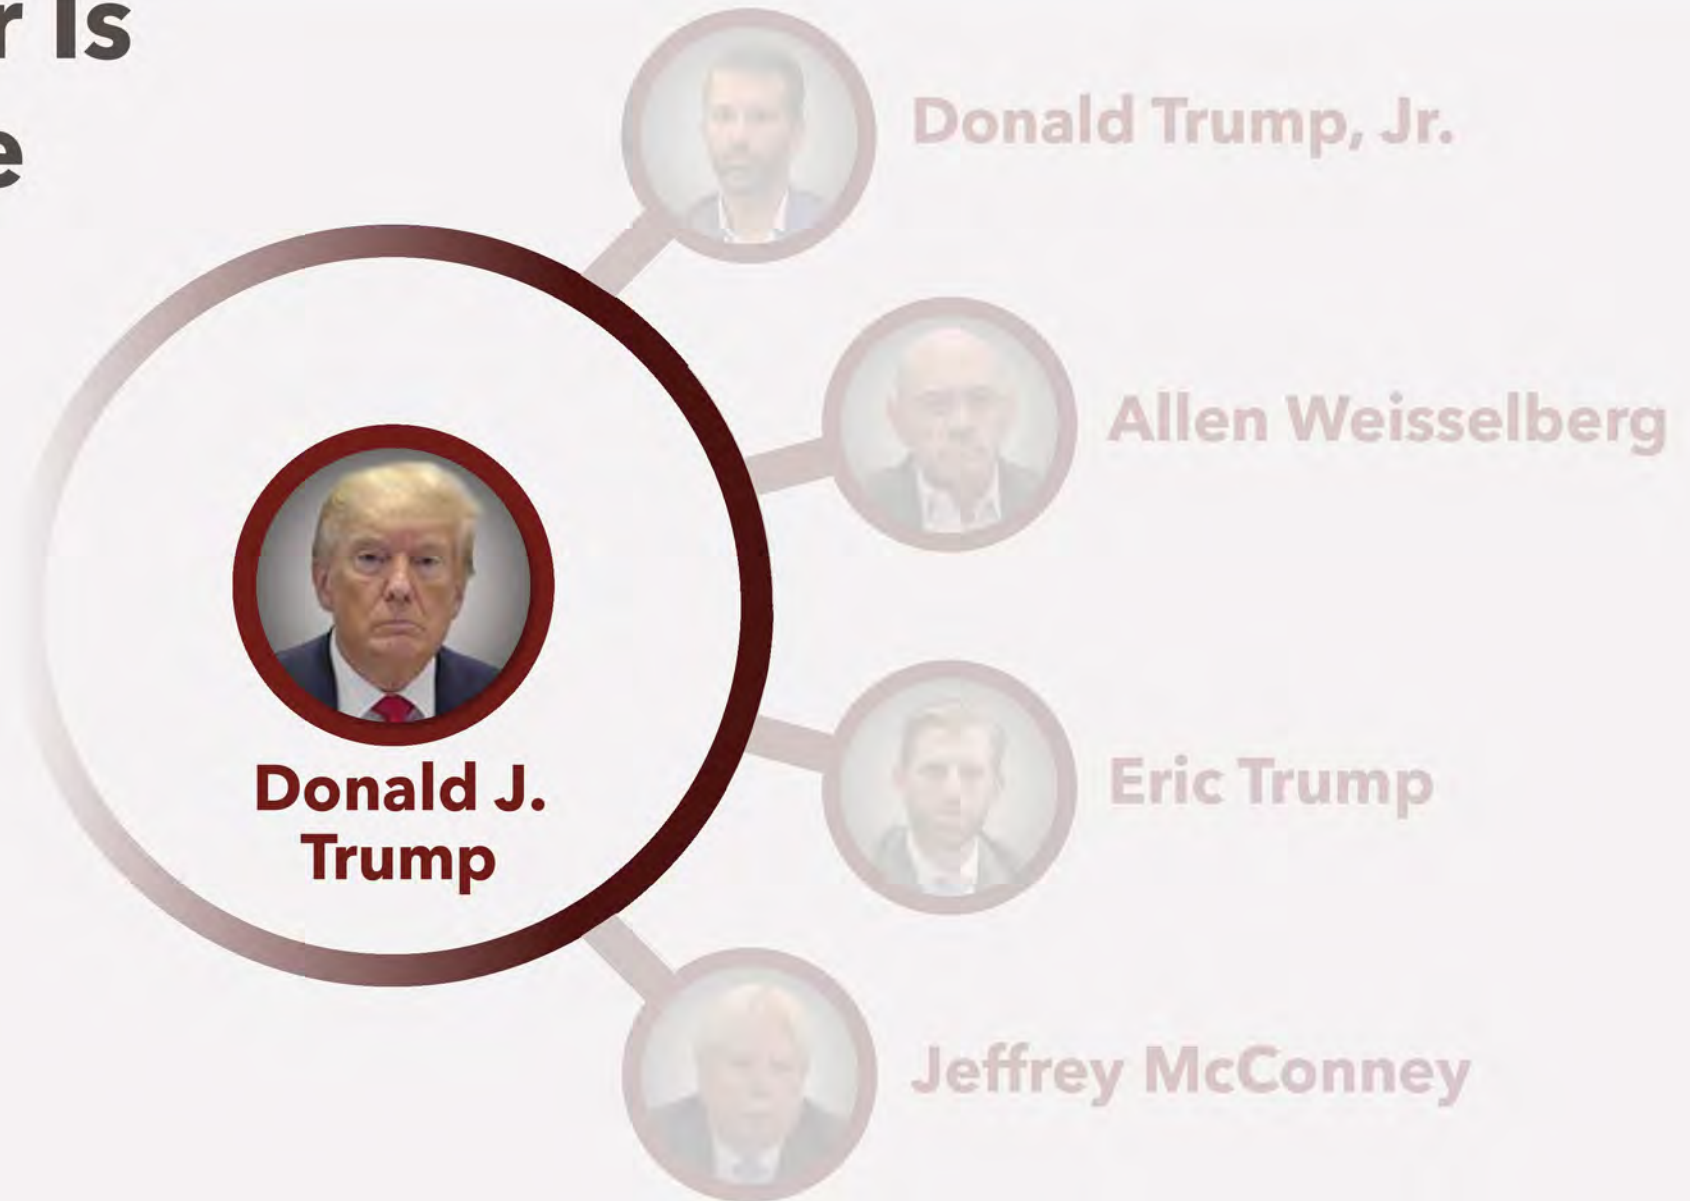 r Is
e
Donald Trump, Jr.
Allen Weisselberg
Donald J.
Trump
Eric Trump
Jeffrey McConney